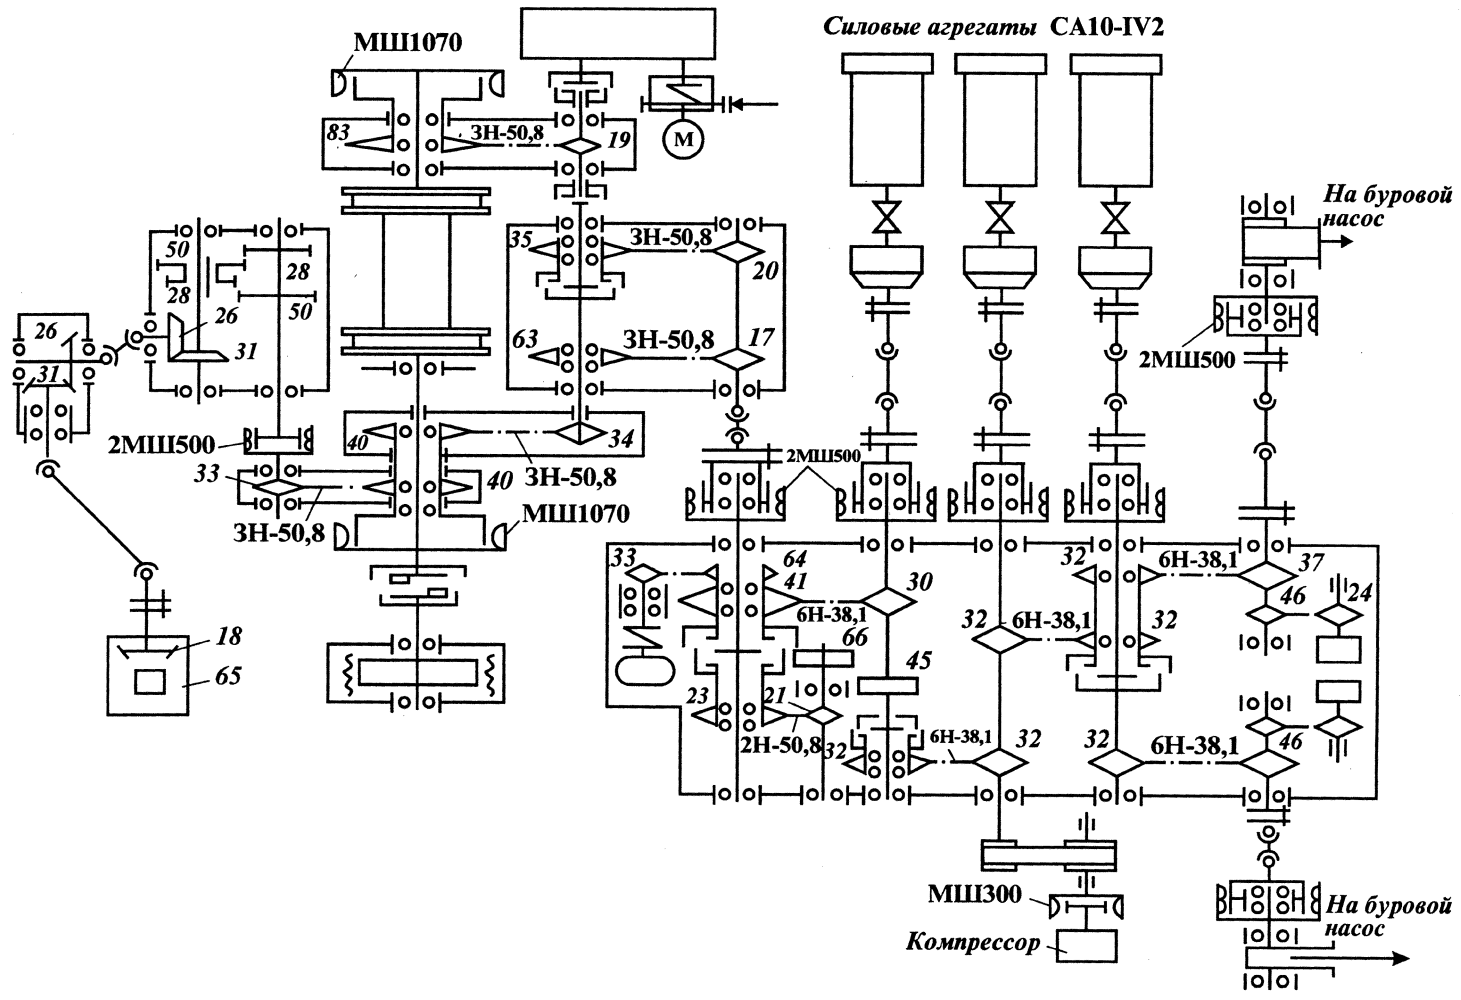 Силовые агрегаты СА10-IV2
МШ1070
83
3Н-50,8
19
М
На буровой
насос
50
28
28
50
26
31
26
31
35
3Н-50,8
20
63
3Н-50,8
17
2МШ500
2МШ500
40
34
3Н-50,8
33
40
3Н-50,8
МШ1070
2МШ500
33
64
41
6Н-38,1
30
66
45
23
21
2Н-50,8
32
6Н-38,1
32
32
6Н-38,1
32
32
32
6Н-38,1
37
46
24
6Н-38,1
46
18
65
МШ300
Компрессор
На буровой
насос